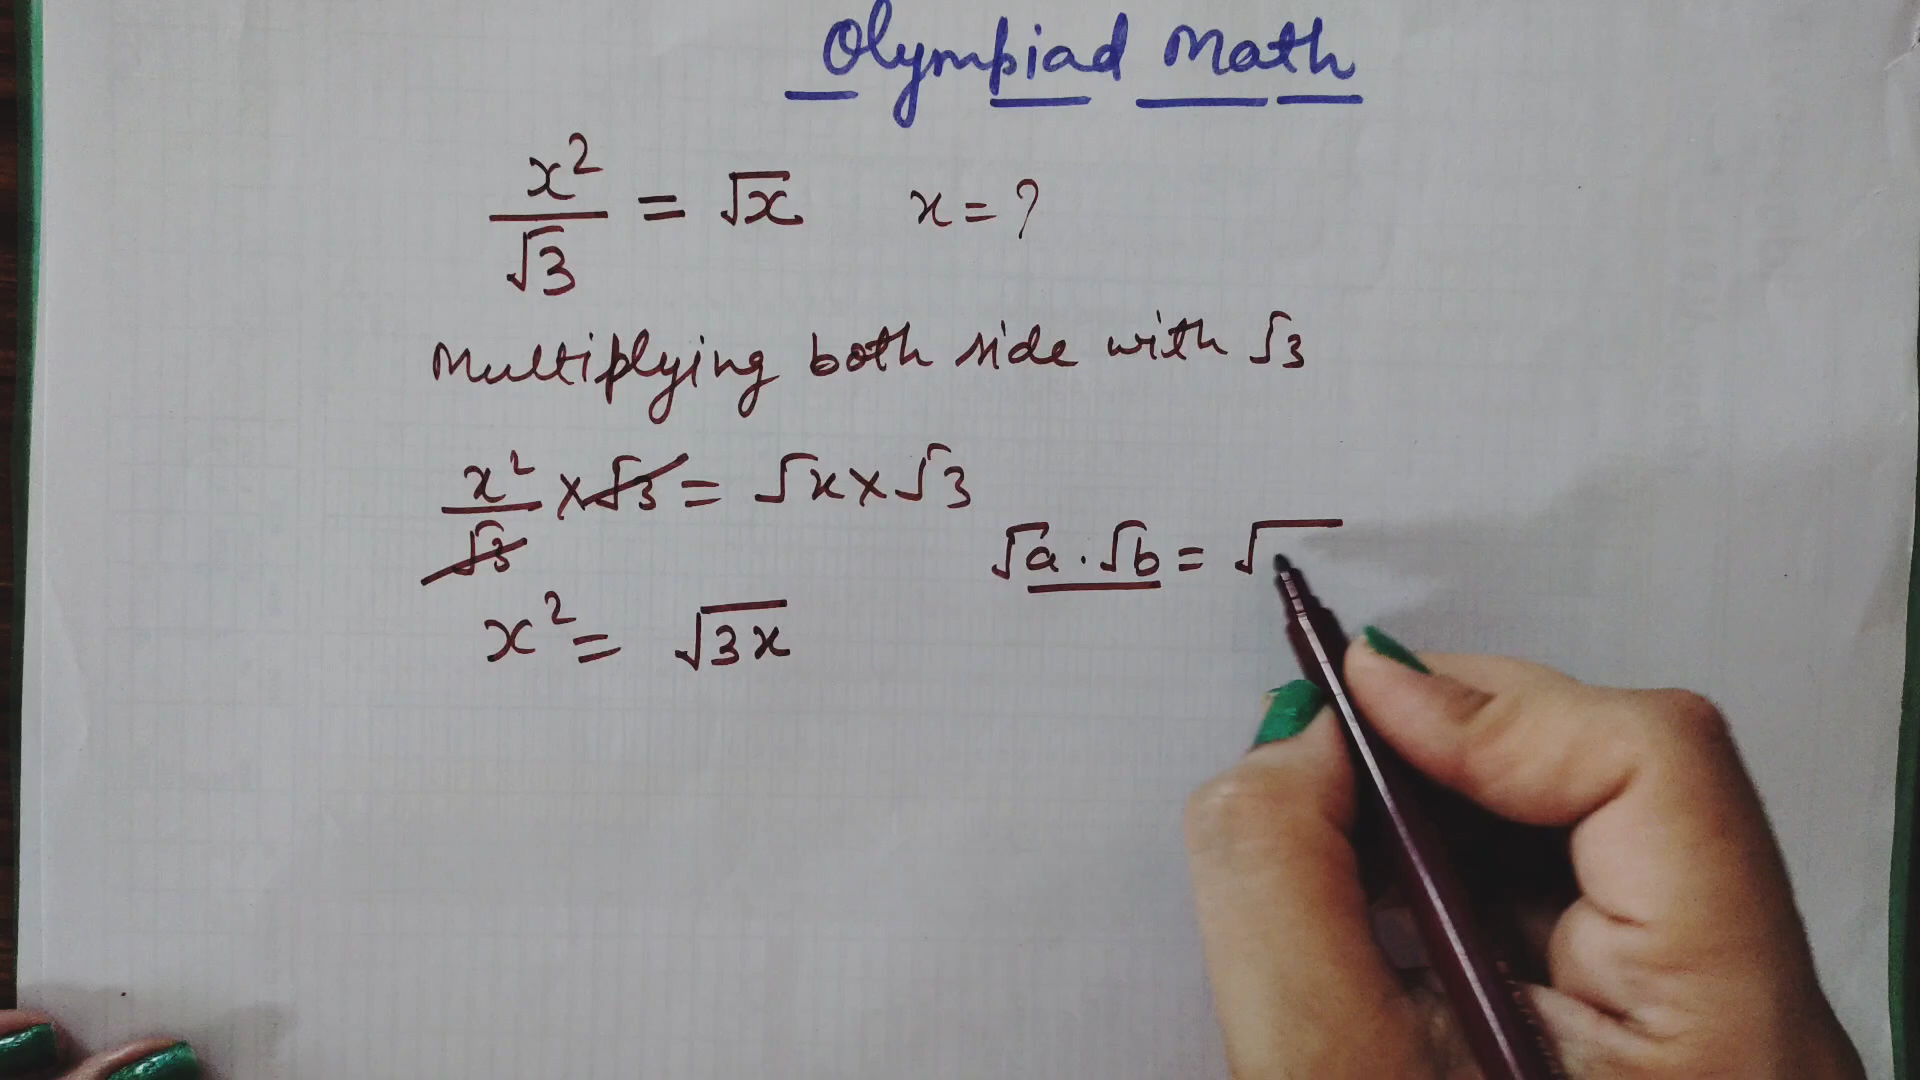 Olympiad Math
x²/√3 = √x x = ?
Multiplying both side with √3
x²/√3 × √3 = √x × √3
√a · √b = √
x² = √3x